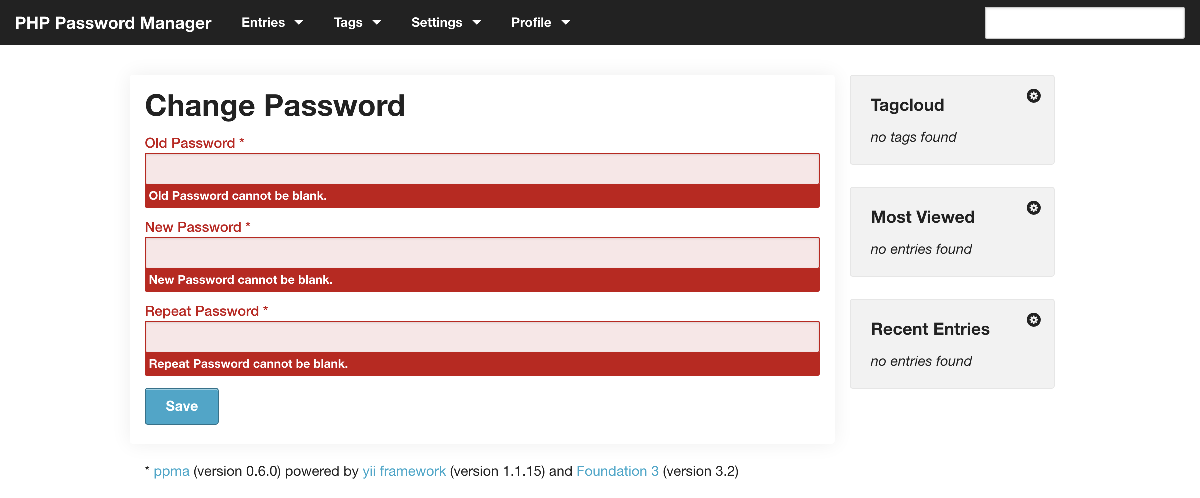 PHP Password Manager Entries Tags Settings Profile
Change Password
Old Password *
Old Password cannot be blank.
New Password *
New Password cannot be blank.
Repeat Password *
Repeat Password cannot be blank.
Save
Tagcloud
no tags found
Most Viewed
no entries found
Recent Entries
no entries found
* ppma (version 0.6.0) powered by yii framework (version 1.1.15) and Foundation 3 (version 3.2)